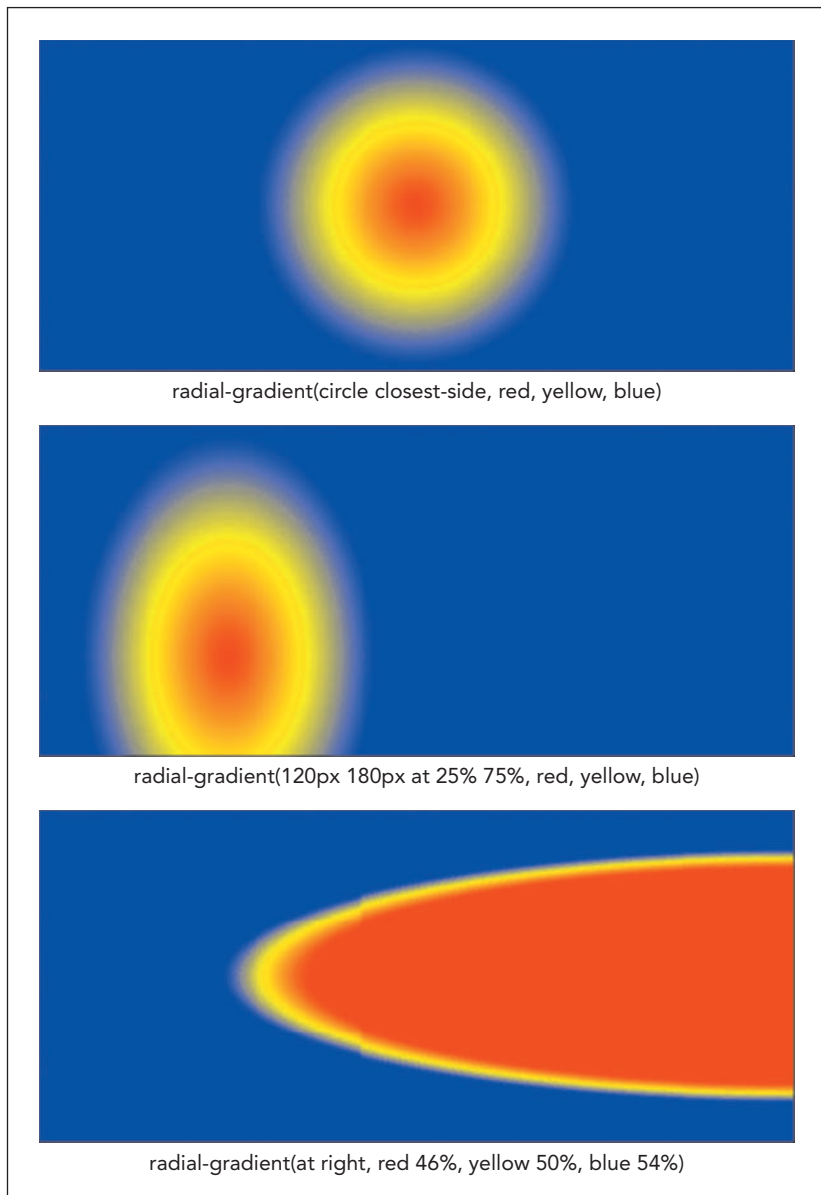 radial-gradient(circle closest-side, red, yellow, blue)
radial-gradient(120px 180px at 25% 75%, red, yellow, blue)
radial-gradient(at right, red 46%, yellow 50%, blue 54%)